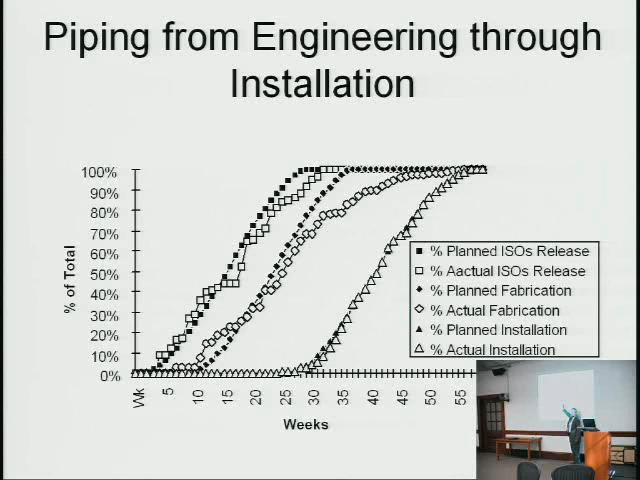 Piping from Engineering through
Installation
100%
90%
80%
70%
60%
50%
40%
30%
20%
10%
0%
% of Total
Wk
5
10
15
20
25
30
35
40
45
50
55
Weeks
% Planned ISOs Release
% Aactual ISOs Release
% Planned Fabrication
% Actual Fabrication
% Planned Installation
% Actual Installation